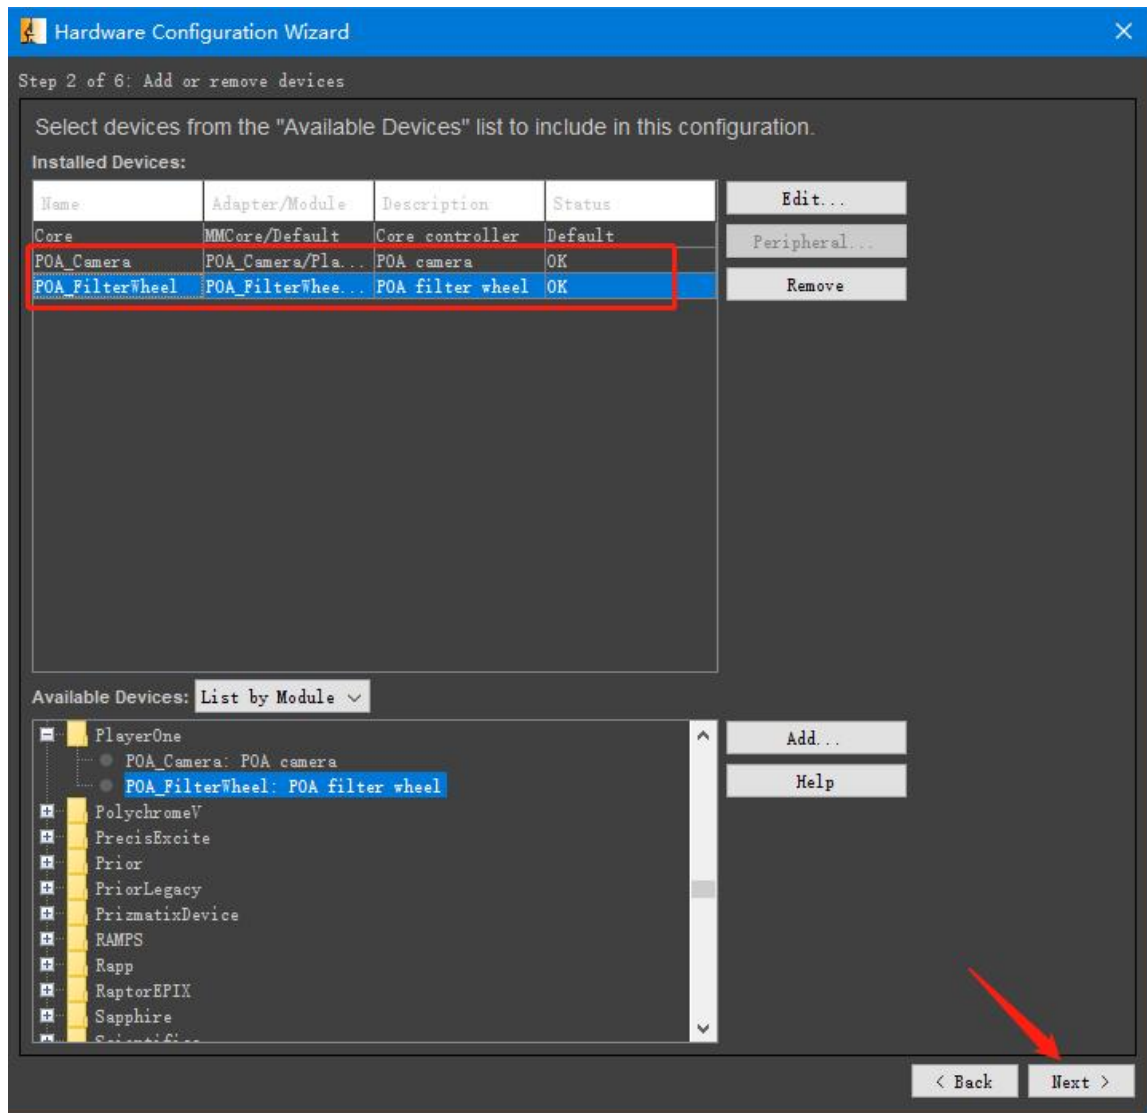 Hardware Configuration Wizard
Step 2 of 6: Add or remove devices
Select devices from the "Available Devices" list to include in this configuration.
Installed Devices:
Name Adapter/Module Description Status
Edit...
Core MMCore/Default Core controller Default
Peripheral...
POA_Camera POA_Camera/Pla... POA camera OK
POA_FilterWheel POA_FilterWhee... POA filter wheel OK
Remove
Available Devices: List by Module
PlayerOne
Add...
POA_Camera: POA camera
POA_FilterWheel: POA filter wheel
Help
PolychromeV
PrecisExcite
Prior
PriorLegacy
PrizmatixDevice
RAMPS
Rapp
RaptorEPIX
Sapphire
< Back Next >